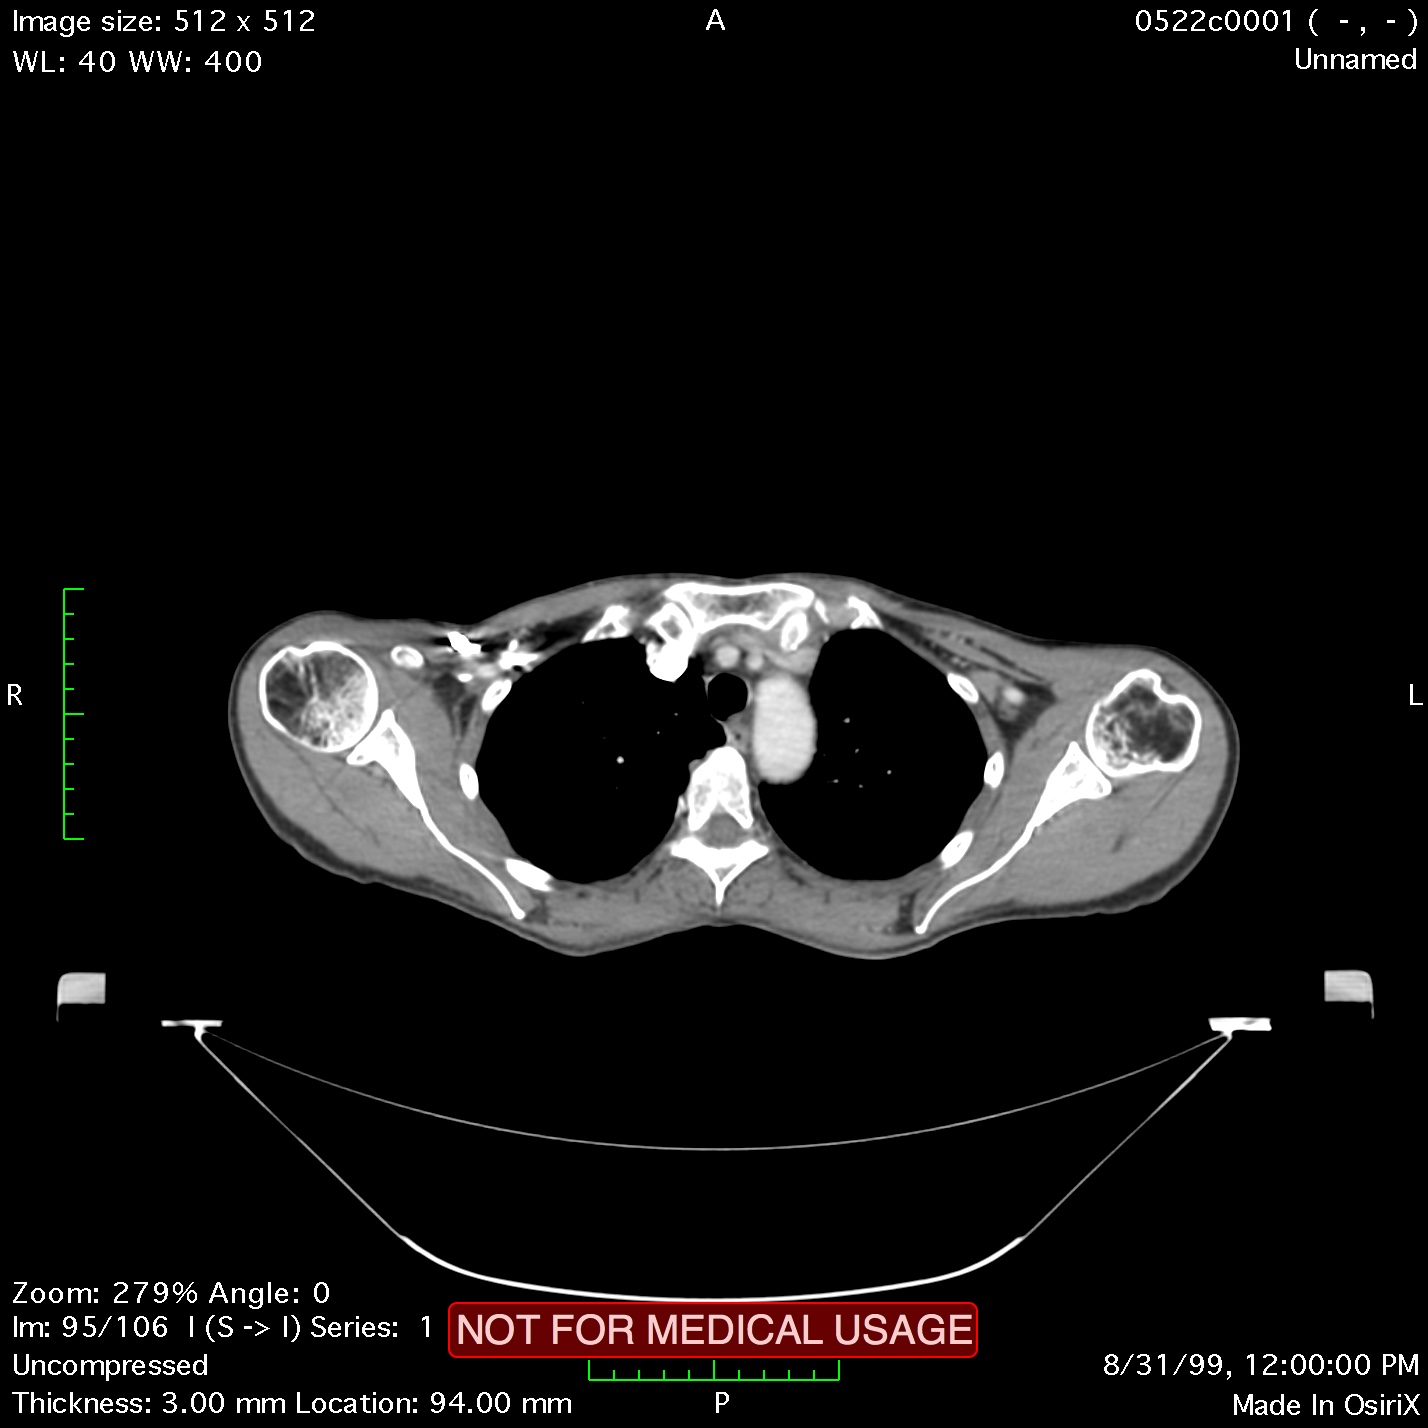 Image size: 512 x 512
WL: 40 WW: 400
A
0522c0001 ( - , - )
Unnamed
R
L
Zoom: 279% Angle: 0
Im: 95/106 I (S -> I) Series: 1
Uncompressed
Thickness: 3.00 mm Location: 94.00 mm
NOT FOR MEDICAL USAGE
P
8/31/99, 12:00:00 PM
Made In OsiriX